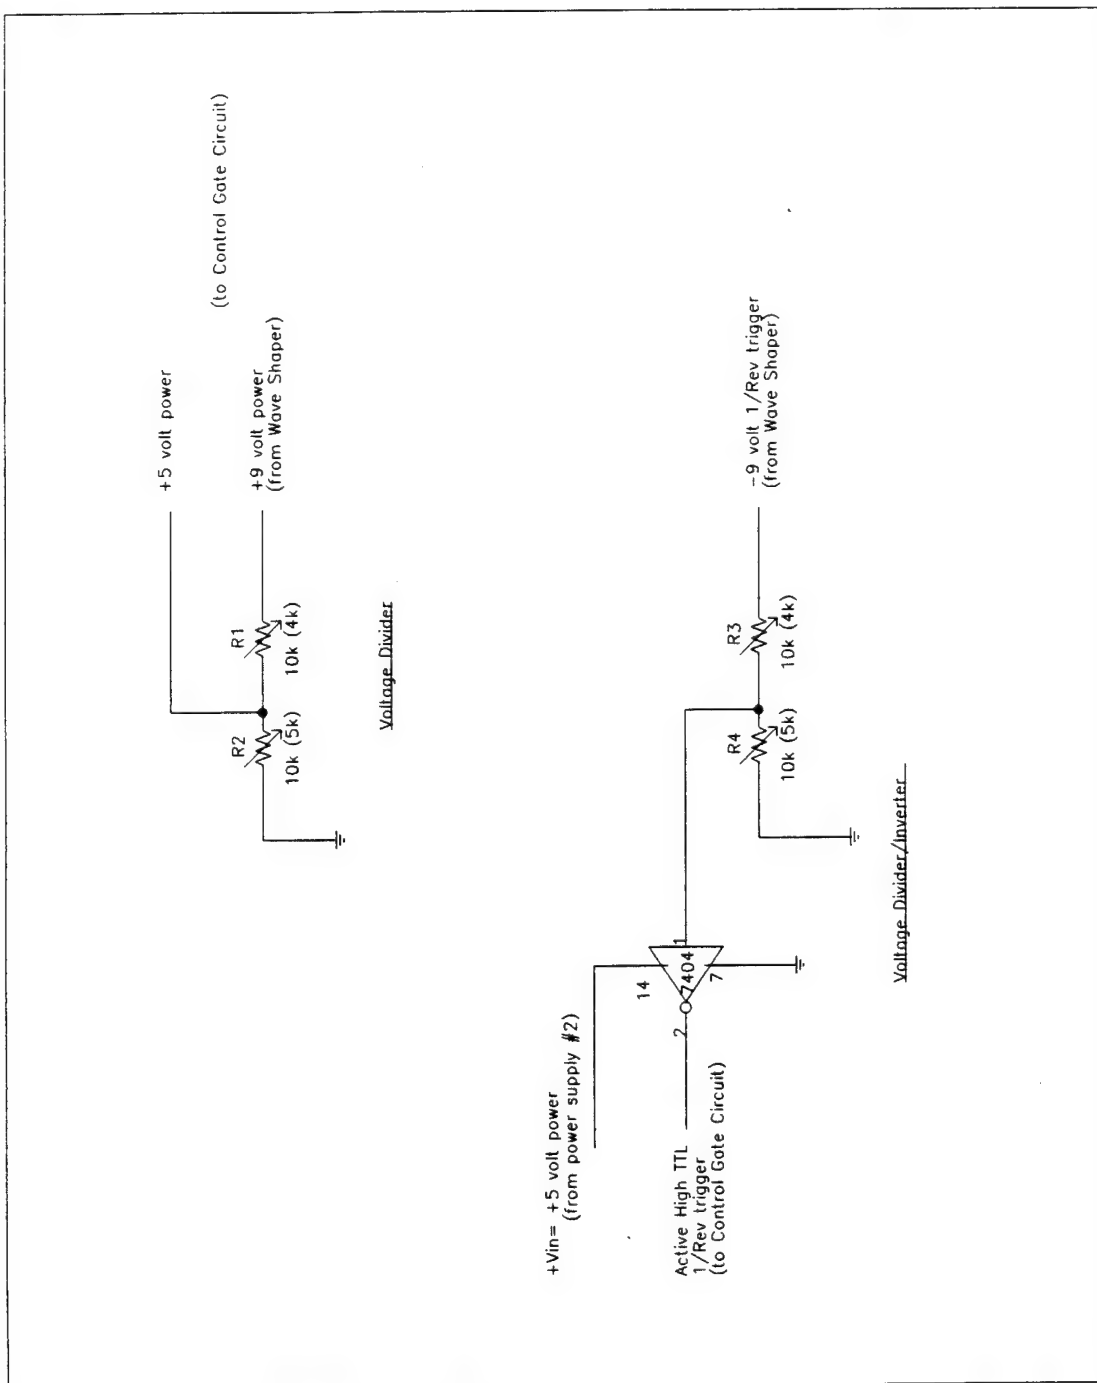 +5 volt power
(to Control Gate Circuit)
+9 volt power
(from Wave Shaper)
R2
R1
10k (5k)
10k (4k)
Voltage Divider
+Vin= +5 volt power
(from power supply #2)
14
Active High TTL
1/Rev trigger
(to Control Gate Circuit)
2
7404
1
7
R4
R3
10k (5k)
10k (4k)
-9 volt 1/Rev trigger
(from Wave Shaper)
Voltage Divider/Inverter